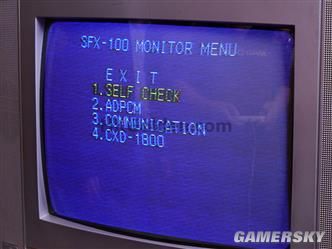 SFX-100 MONITOR MENU
EXIT
1.SELF CHECK
2.ADPCM
3.COMMUNICATION
4.CXD-1800
GAMERSKY